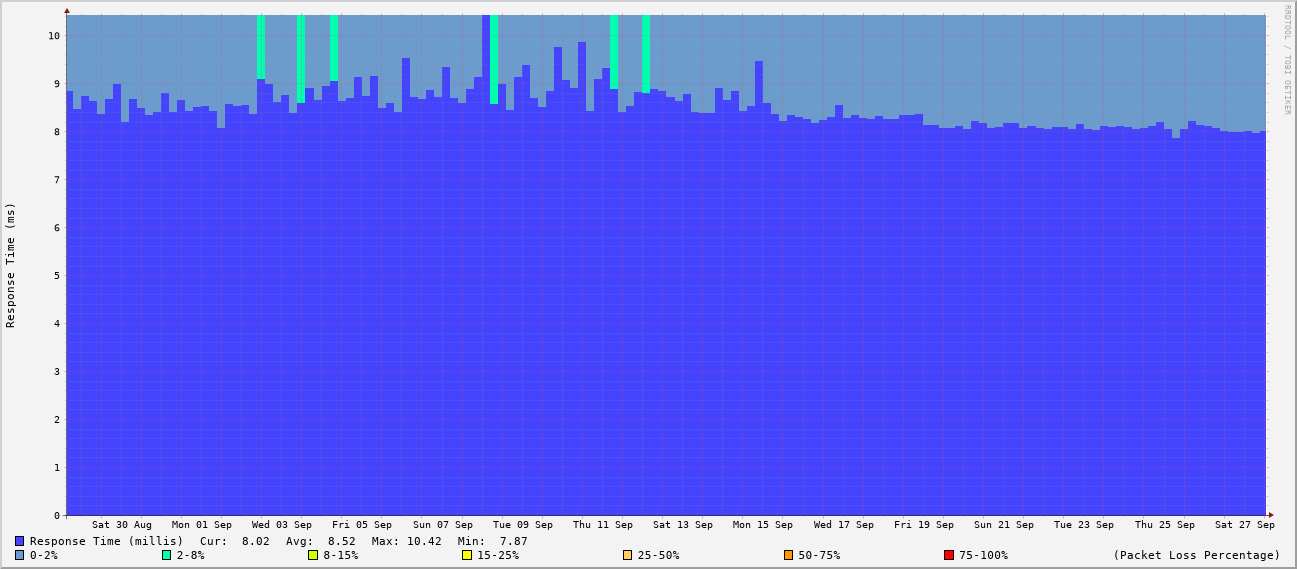 RRDTOOL / TOBI OETIKER
Response Time (ms)
10
9
8
7
6
5
4
3
2
1
0
Sat 30 Aug Mon 01 Sep Wed 03 Sep Fri 05 Sep Sun 07 Sep Tue 09 Sep Thu 11 Sep Sat 13 Sep Mon 15 Sep Wed 17 Sep Fri 19 Sep Sun 21 Sep Tue 23 Sep Thu 25 Sep Sat 27 Sep
Response Time (millis) Cur: 8.02 Avg: 8.52 Max: 10.42 Min: 7.87
0-2% 2-8% 8-15% 15-25% 25-50% 50-75% 75-100% (Packet Loss Percentage)